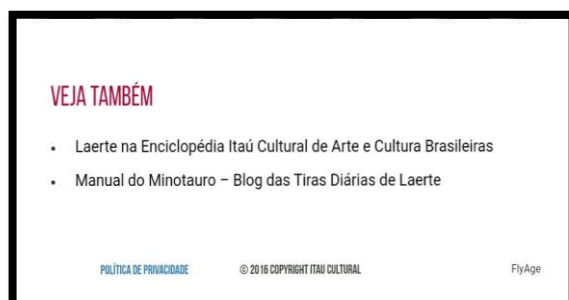 VEJA TAMBÉM
• Laerte na Enciclopédia Itaú Cultural de Arte e Cultura Brasileiras
• Manual do Minotauro – Blog das Tiras Diárias de Laerte
POLÍTICA DE PRIVACIDADE © 2016 COPYRIGHT ITAU CULTURAL FlyAge